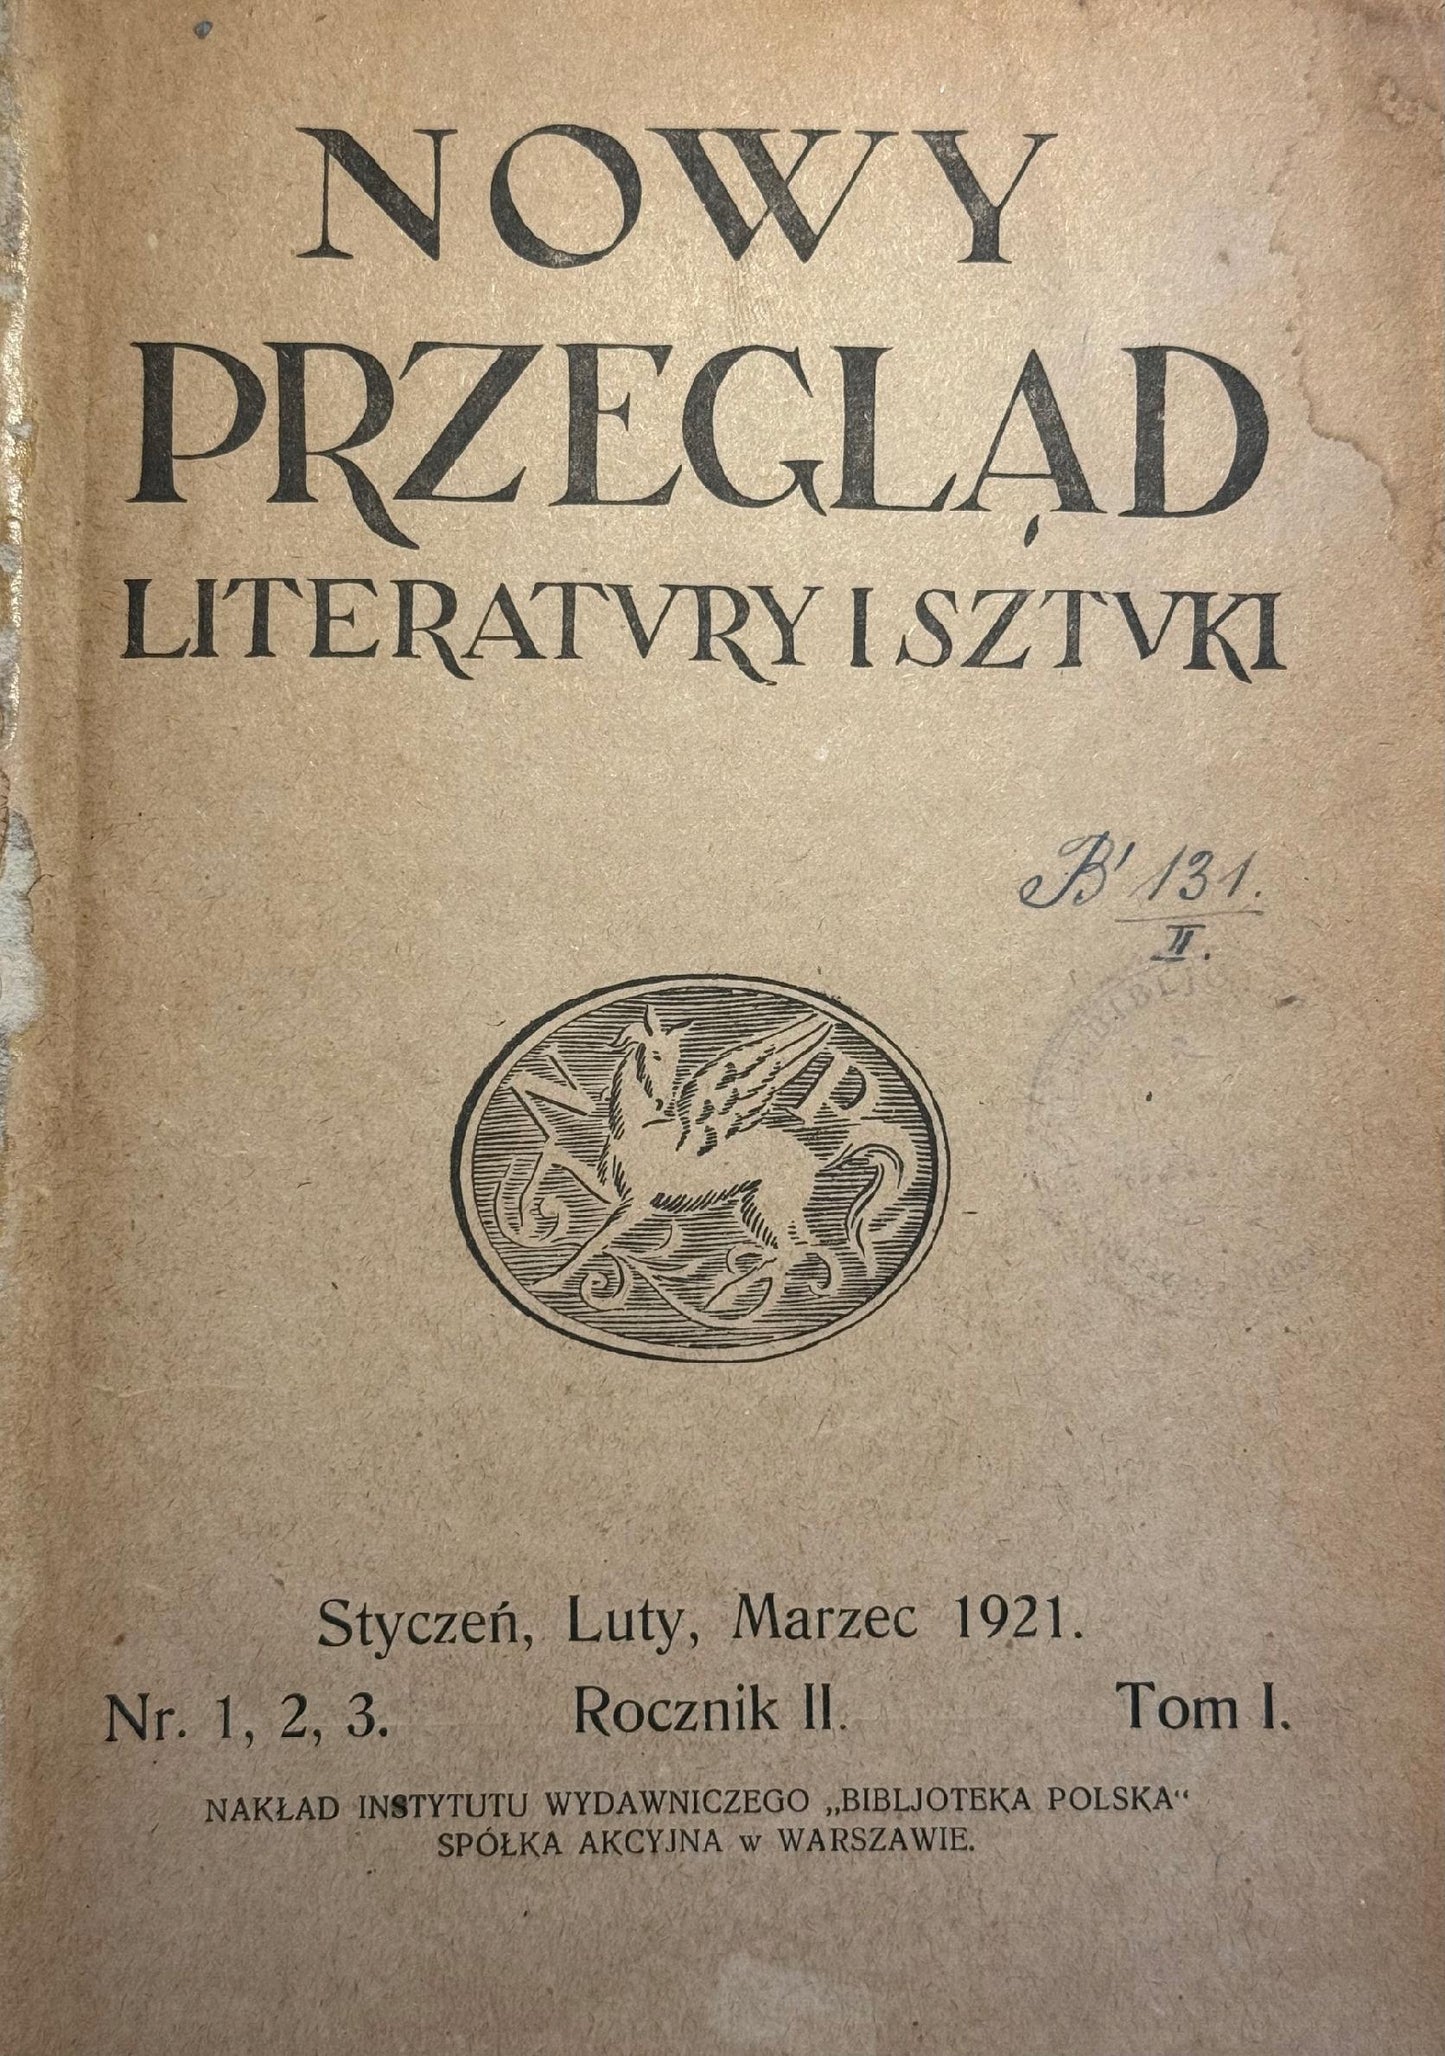 NOWY
PRZEGLĄD
LITERATVRY I SZTVKI
B' 131.
II.
BIBLJO
N P
Styczeń, Luty, Marzec 1921.
Nr. 1, 2, 3. Rocznik II. Tom I.
NAKŁAD INSTYTUTU WYDAWNICZEGO „BIBLJOTEKA POLSKA“
SPÓŁKA AKCYJNA w WARSZAWIE.